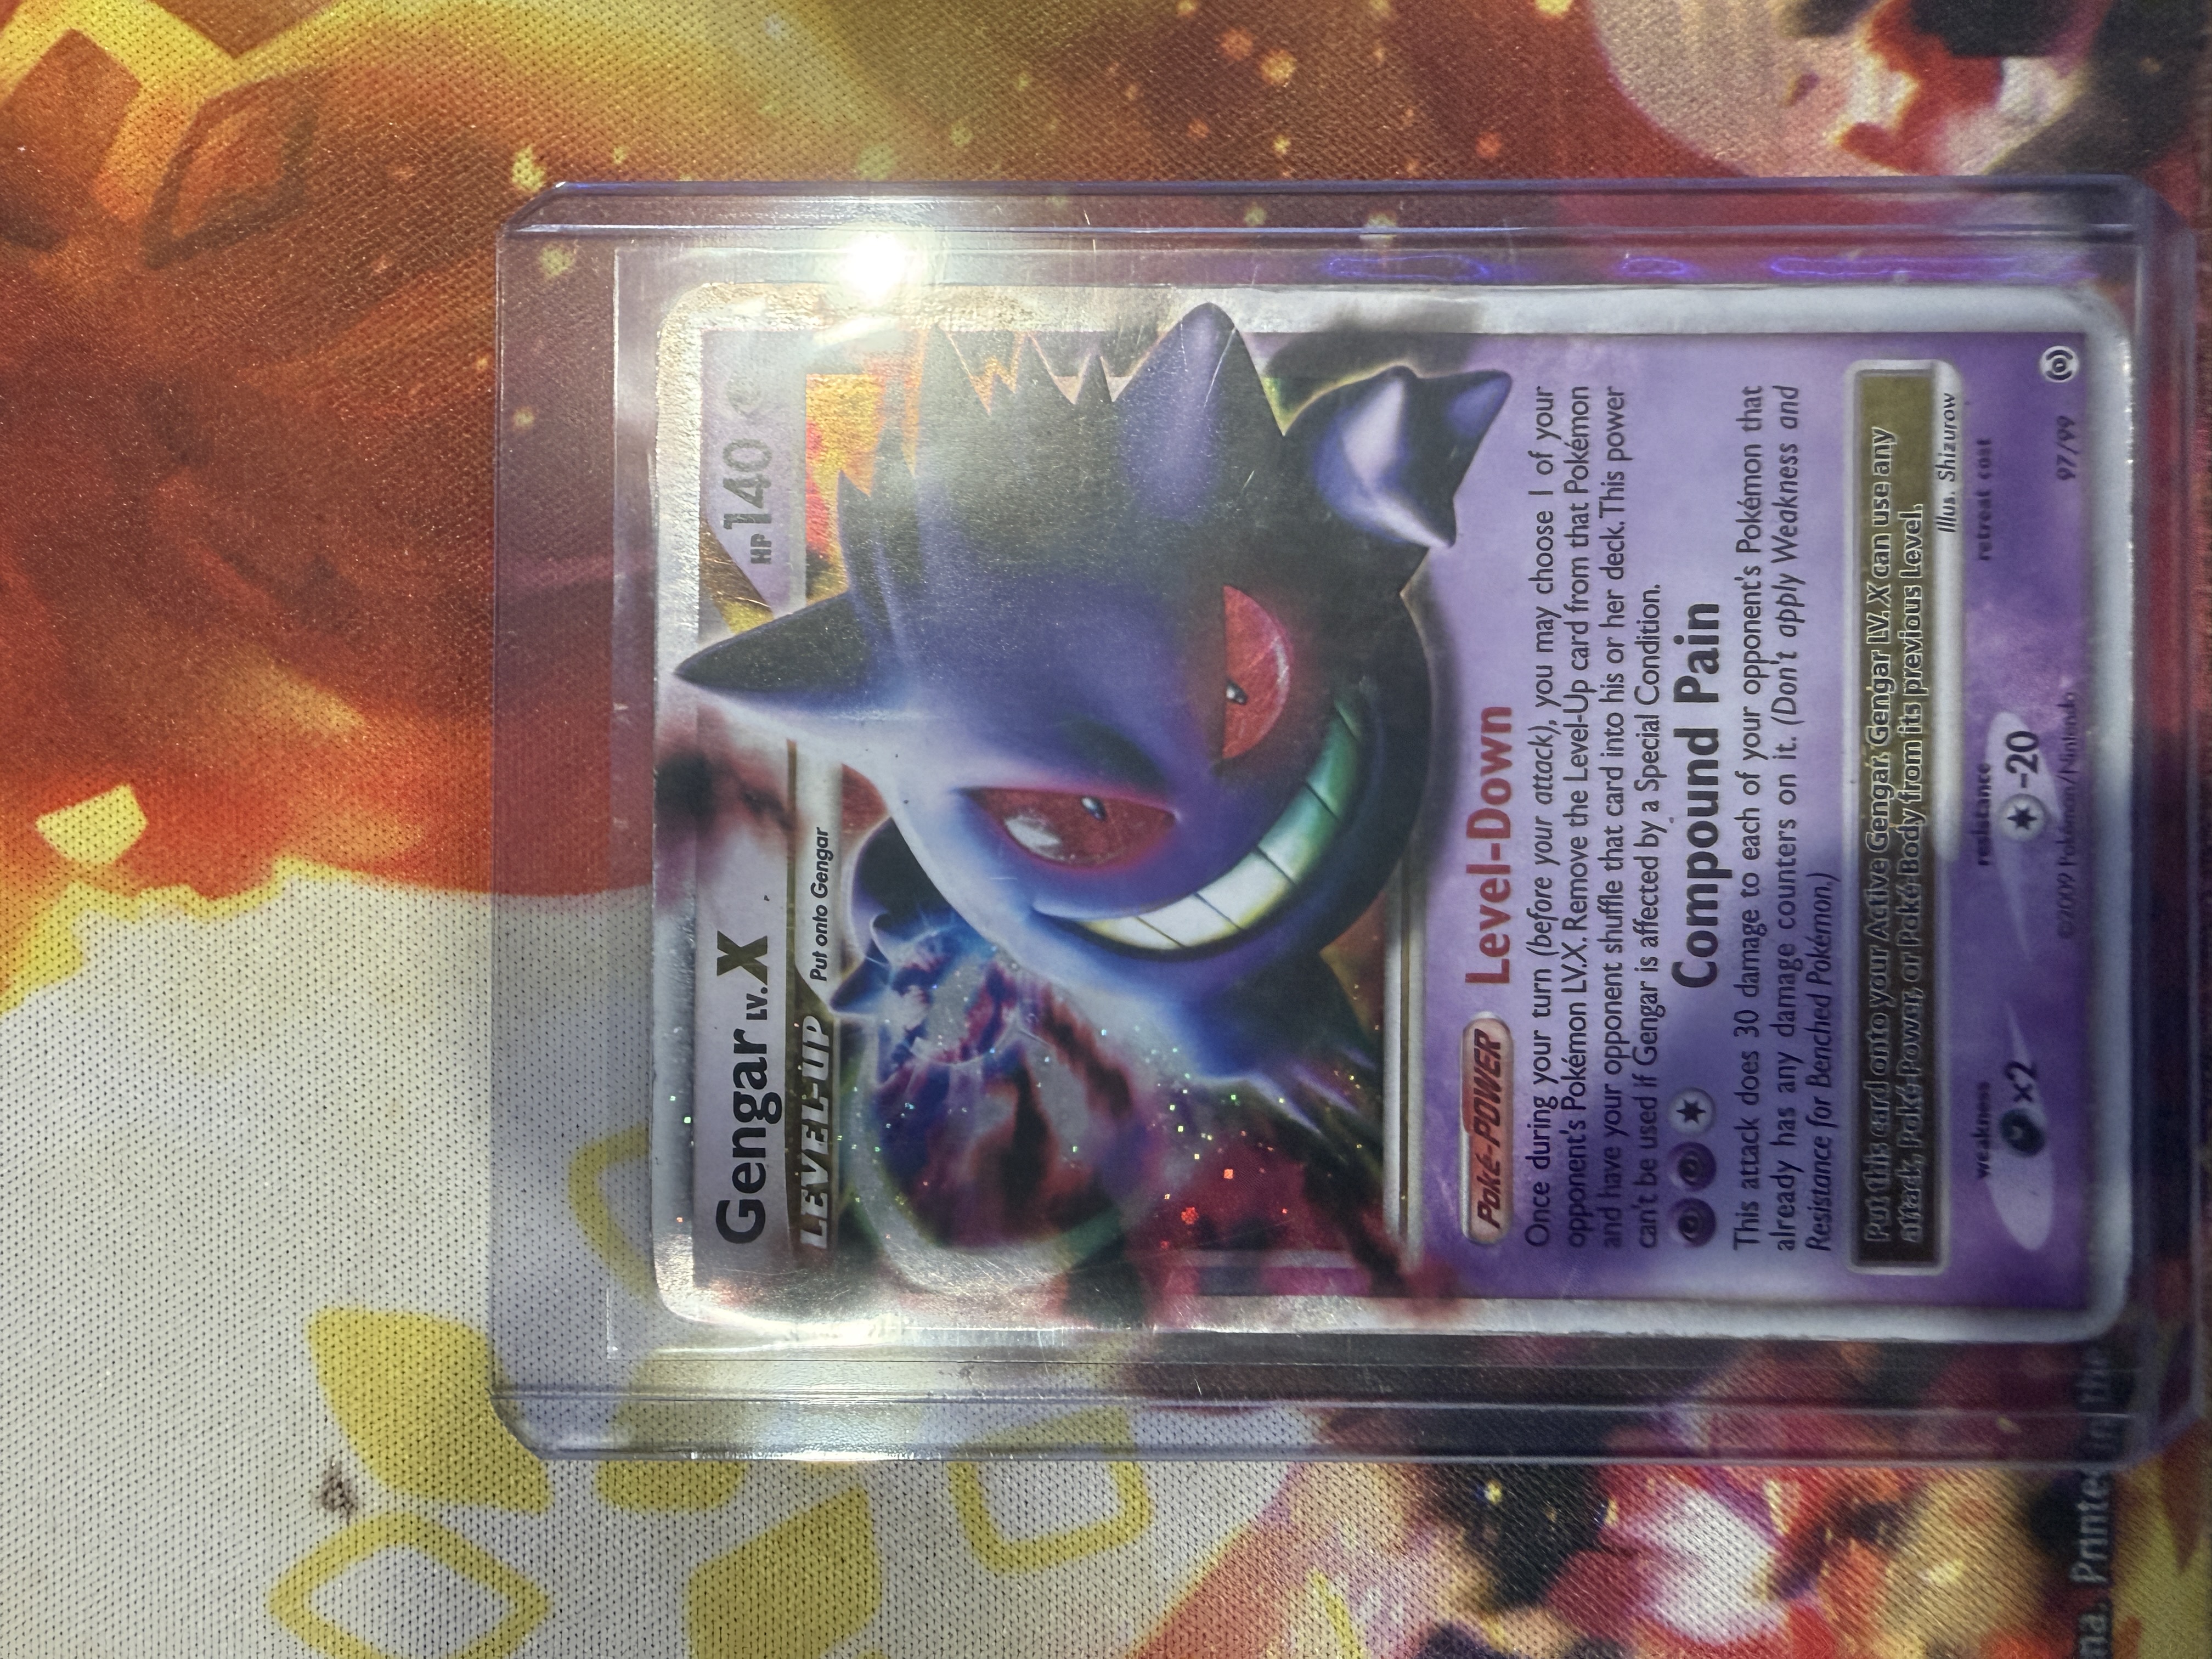 Gengar LV.X HP 140
LEVEL-UP Put onto Gengar
Poké-POWER Level-Down
Once during your turn (before your attack), you may choose 1 of your
opponent's Pokémon LV.X. Remove the Level-Up card from that Pokémon
and have your opponent shuffle that card into his or her deck. This power
can't be used if Gengar is affected by a Special Condition.
Compound Pain
This attack does 30 damage to each of your opponent's Pokémon that
already has any damage counters on it. (Don't apply Weakness and
Resistance for Benched Pokémon.)
Put this card onto your Active Gengar. Gengar LV. X can use any
attack, Poké-Power, or Poké-Body from its previous Level.
Illus. Shizurow
weakness resistance retreat cost
x2 -20
©2009 Pokémon/Nintendo 97/99
Printed in the